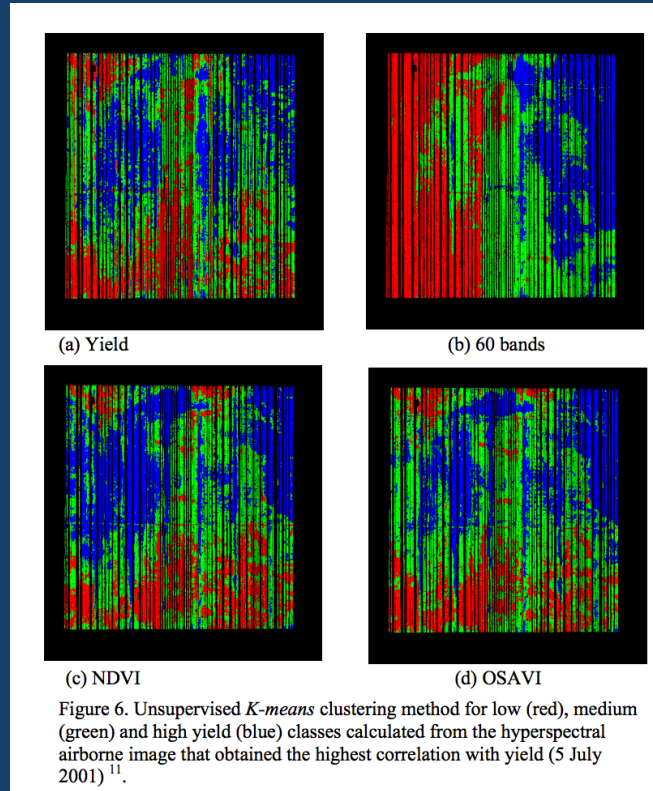 (a) Yield
(b) 60 bands
(c) NDVI
(d) OSAVI
Figure 6. Unsupervised K-means clustering method for low (red), medium
(green) and high yield (blue) classes calculated from the hyperspectral
airborne image that obtained the highest correlation with yield (5 July
2001) 11.